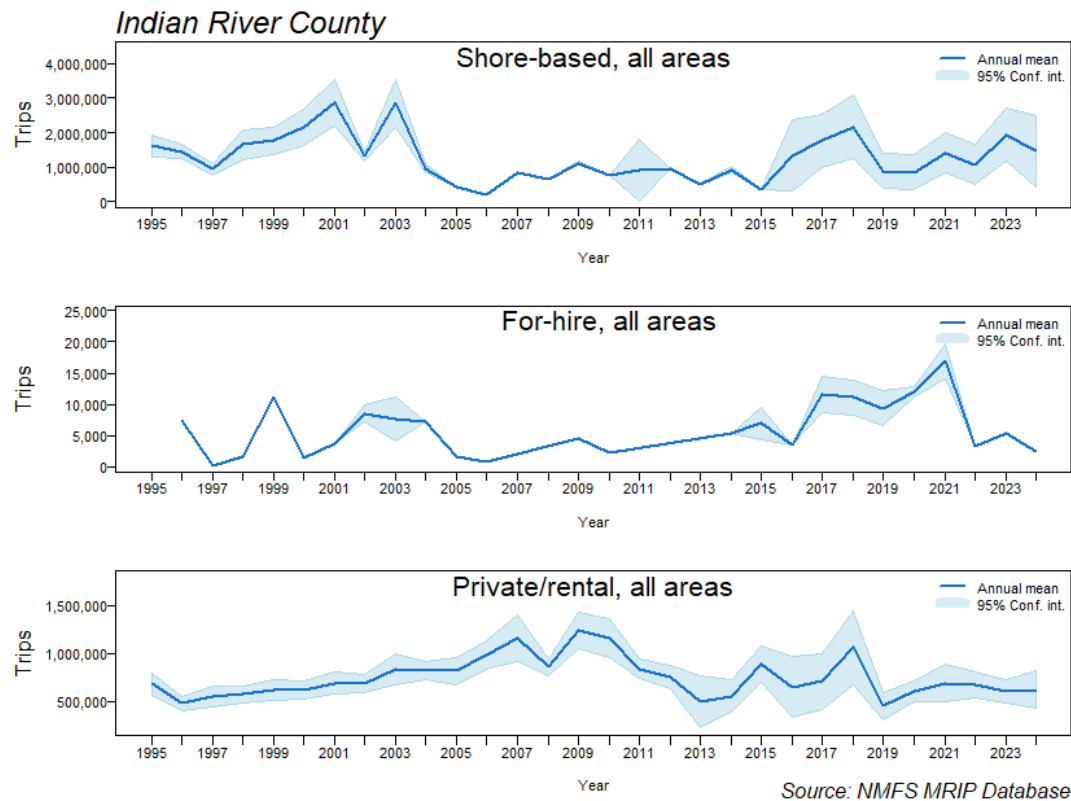 Indian River County
Shore-based, all areas
Annual mean
95% Conf. int.
Trips
4,000,000
3,000,000
2,000,000
1,000,000
0
1995 1997 1999 2001 2003 2005 2007 2009 2011 2013 2015 2017 2019 2021 2023
Year
For-hire, all areas
Annual mean
95% Conf. int.
Trips
25,000
20,000
15,000
10,000
5,000
0
1995 1997 1999 2001 2003 2005 2007 2009 2011 2013 2015 2017 2019 2021 2023
Year
Private/rental, all areas
Annual mean
95% Conf. int.
Trips
1,500,000
1,000,000
500,000
1995 1997 1999 2001 2003 2005 2007 2009 2011 2013 2015 2017 2019 2021 2023
Year
Source: NMFS MRIP Database